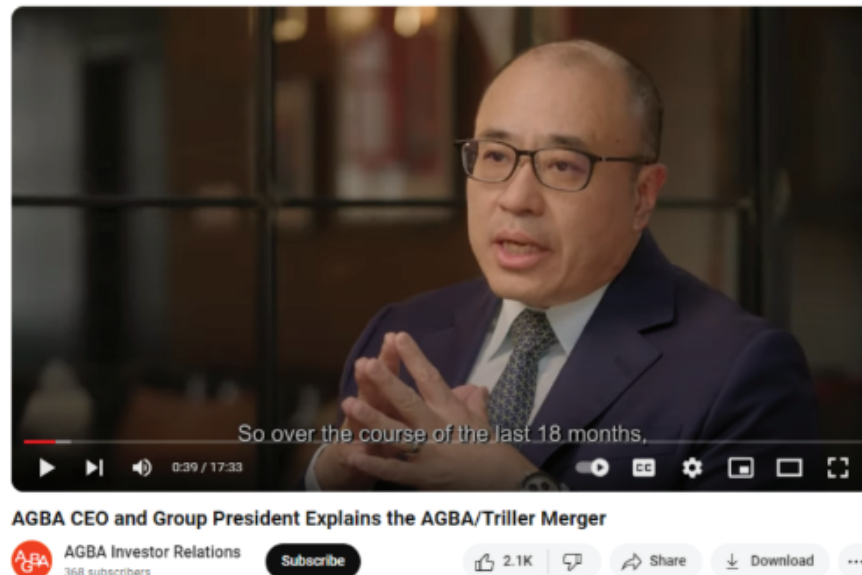 So over the course of the last 18 months,
0:39 / 17:33
CC
AGBA CEO and Group President Explains the AGBA/Triller Merger
AGBA
AGBA Investor Relations
368 subscribers
Subscribe
2.1K
Share
Download